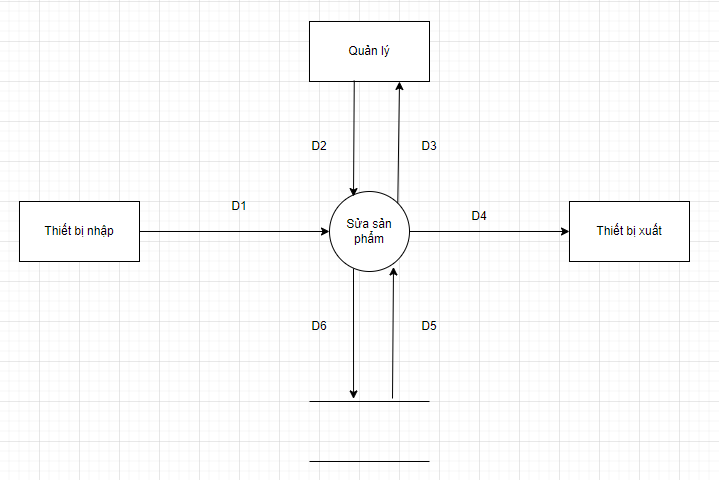 Quản lý
D2
D3
D1
Thiết bị nhập
Sửa sản
phẩm
D4
Thiết bị xuất
D6
D5